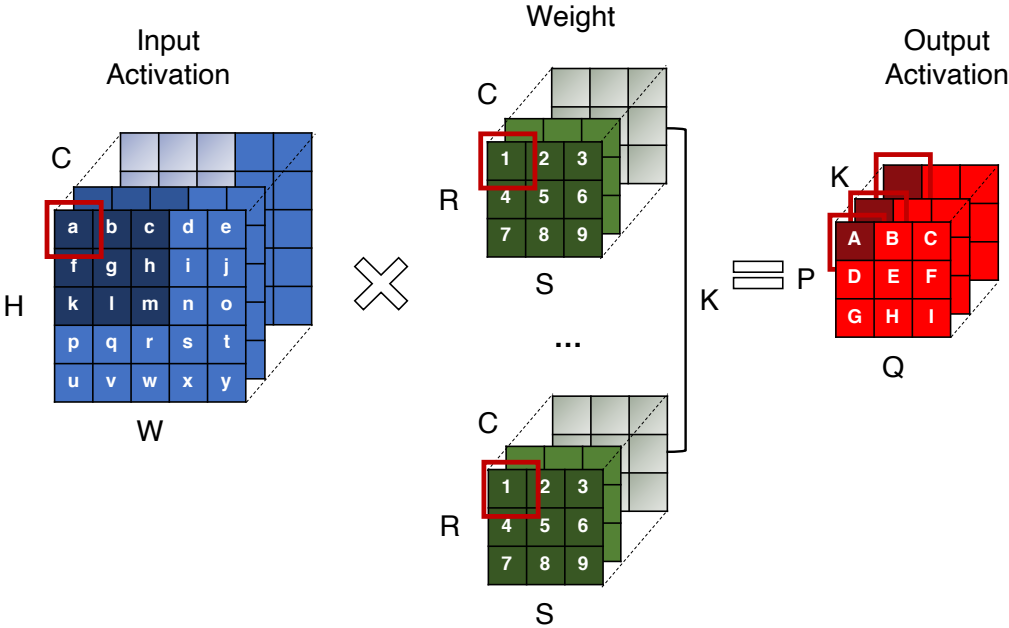 Input
Activation
C
H
a b c d e
f g h i j
k l m n o
p q r s t
u v w x y
W
Weight
C
R
1 2 3
4 5 6
7 8 9
S
...
C
R
1 2 3
4 5 6
7 8 9
S
K
Output
Activation
K
P
A B C
D E F
G H I
Q